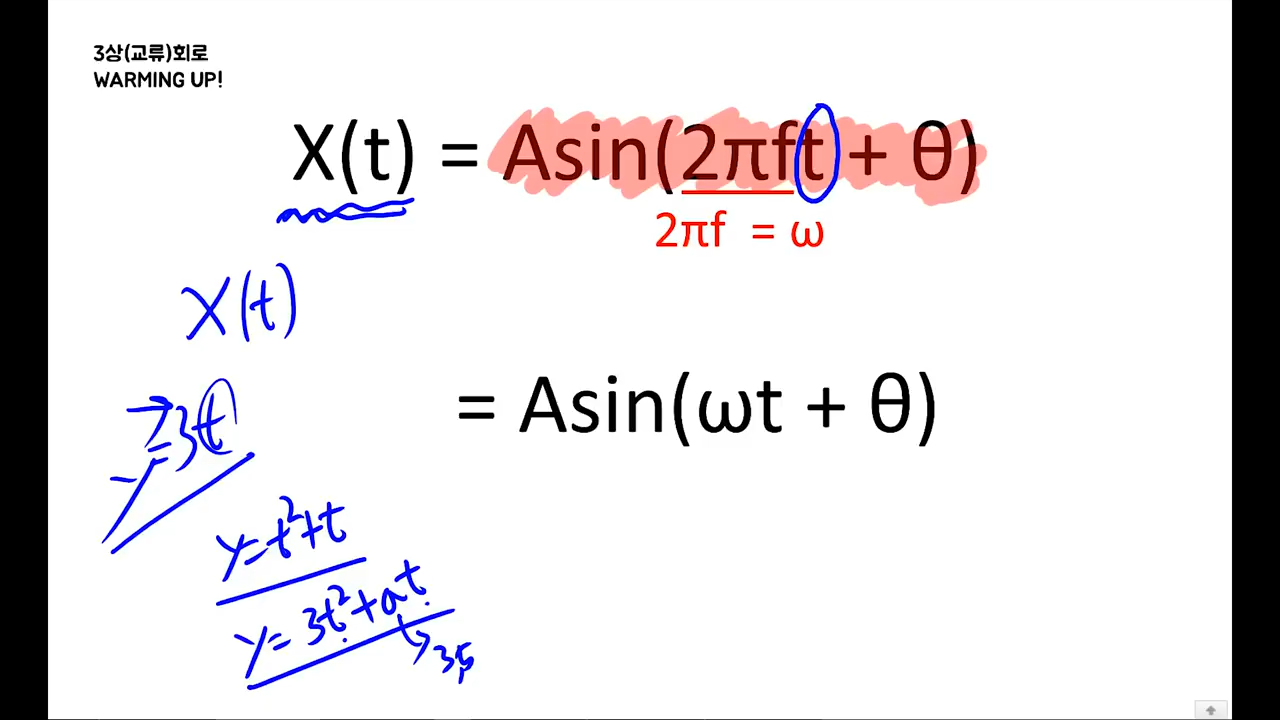 3상(교류)회로
WARMING UP!
X(t) = Asin(2πft + θ)
2πf = ω
X(t)
= Asin(ωt + θ)
y=3t
y=t²+t
y=3t²+at